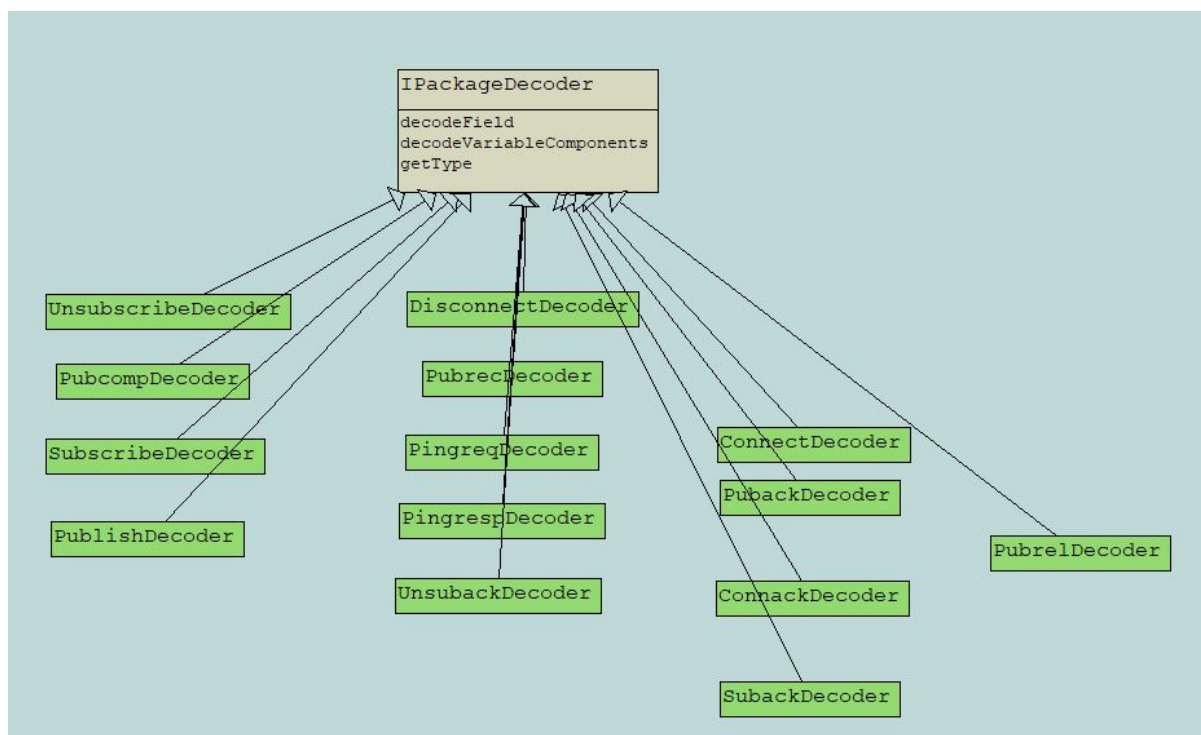 IPackageDecoder
decodeField
decodeVariableComponents
getType
UnsubscribeDecoder
DisconnectDecoder
PubcompDecoder
PubrecDecoder
SubscribeDecoder
PingreqDecoder
ConnectDecoder
PubackDecoder
PublishDecoder
PingrespDecoder
PubrelDecoder
UnsubackDecoder
ConnackDecoder
SubackDecoder